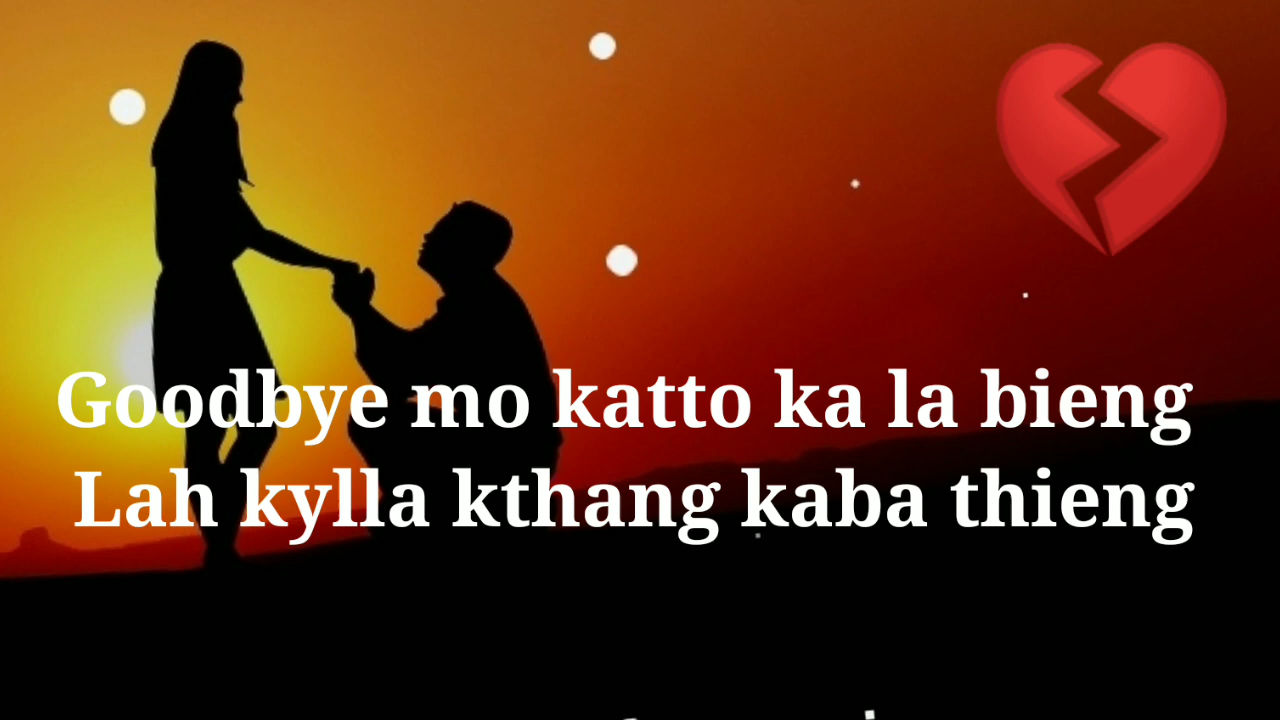 Goodbye mo katto ka la bieng
Lah kylla kthang kaba thieng